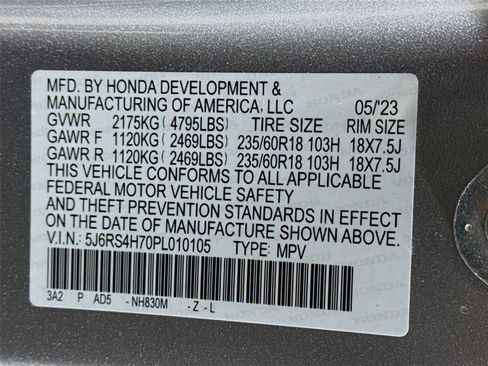 MFD. BY HONDA DEVELOPMENT &
MANUFACTURING OF AMERICA, LLC 05/'23
GVWR 2175KG ( 4795LBS) TIRE SIZE RIM SIZE
GAWR F 1120KG ( 2469LBS) 235/60R18 103H 18X7.5J
GAWR R 1120KG ( 2469LBS) 235/60R18 103H 18X7.5J
THIS VEHICLE CONFORMS TO ALL APPLICABLE
FEDERAL MOTOR VEHICLE SAFETY
AND THEFT PREVENTION STANDARDS IN EFFECT
ON THE DATE OF MANUFACTURE SHOWN ABOVE.
V.I.N.: 5J6RS4H70PL010105 TYPE: MPV
3A2 P AD5 -NH830M -Z-L